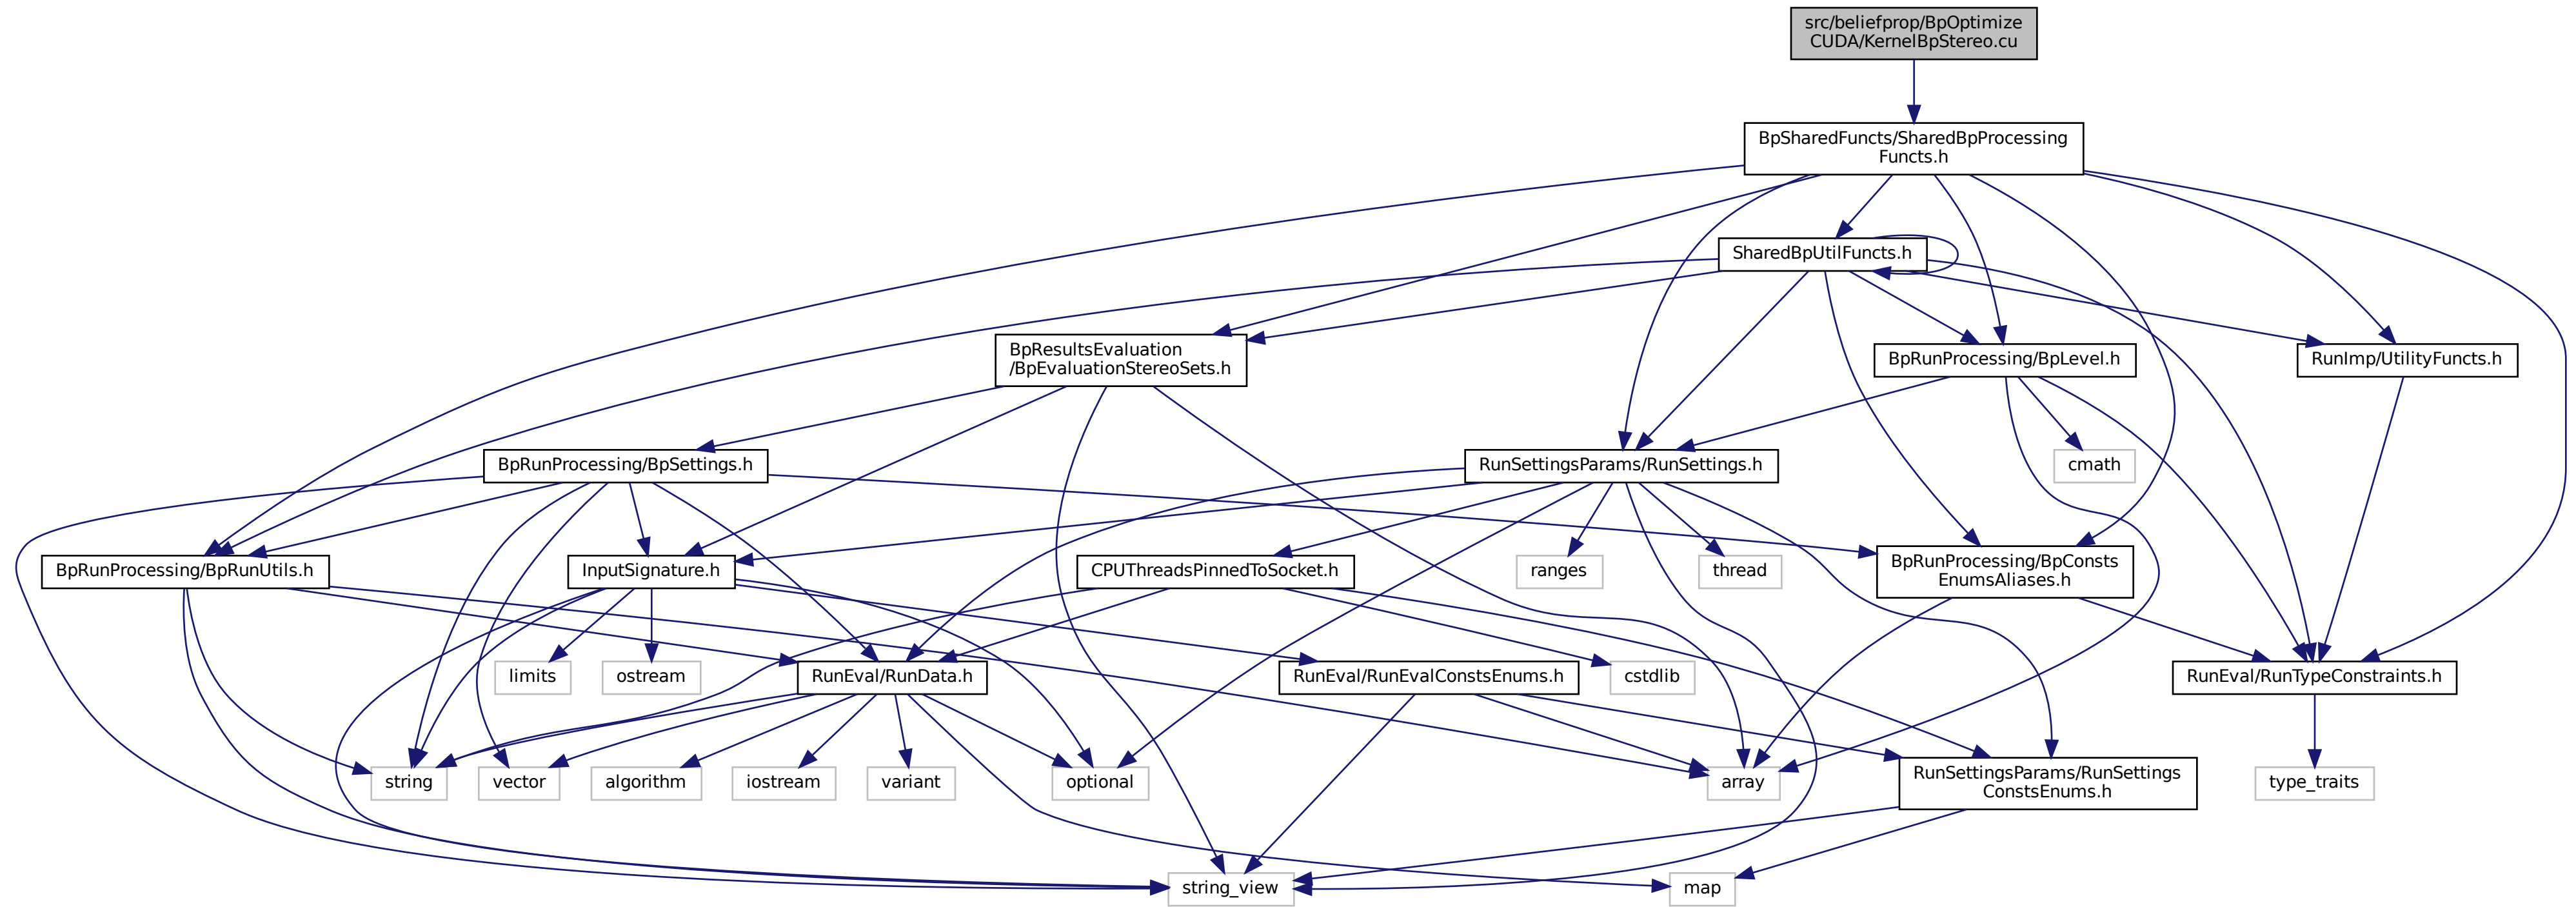 src/beliefprop/BpOptimize
CUDA/KernelBpStereo.cu
BpSharedFuncts/SharedBpProcessing
Functs.h
SharedBpUtilFuncts.h
BpResultsEvaluation
/BpEvaluationStereoSets.h
BpRunProcessing/BpLevel.h
RunImp/UtilityFuncts.h
BpRunProcessing/BpSettings.h
RunSettingsParams/RunSettings.h
cmath
BpRunProcessing/BpRunUtils.h
InputSignature.h
CPUThreadsPinnedToSocket.h
ranges
thread
BpRunProcessing/BpConsts
EnumsAliases.h
limits
ostream
RunEval/RunData.h
RunEval/RunEvalConstsEnums.h
cstdlib
RunEval/RunTypeConstraints.h
string
vector
algorithm
iostream
variant
optional
array
RunSettingsParams/RunSettings
ConstsEnums.h
type_traits
string_view
map